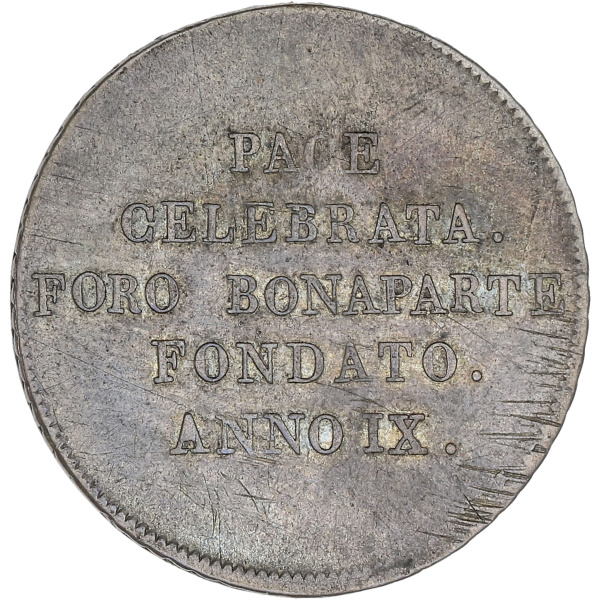 PACE
CELEBRATA.
FORO BONAPARTE
FONDATO.
ANNO IX.